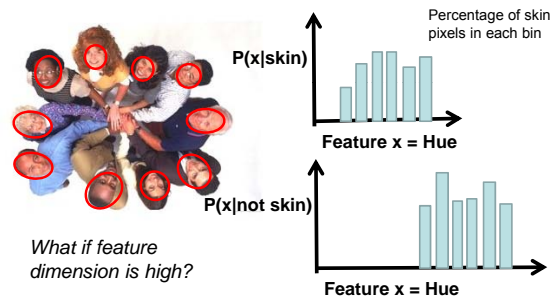 Percentage of skin
pixels in each bin
P(x|skin)
Feature x = Hue
P(x|not skin)
Feature x = Hue
What if feature
dimension is high?